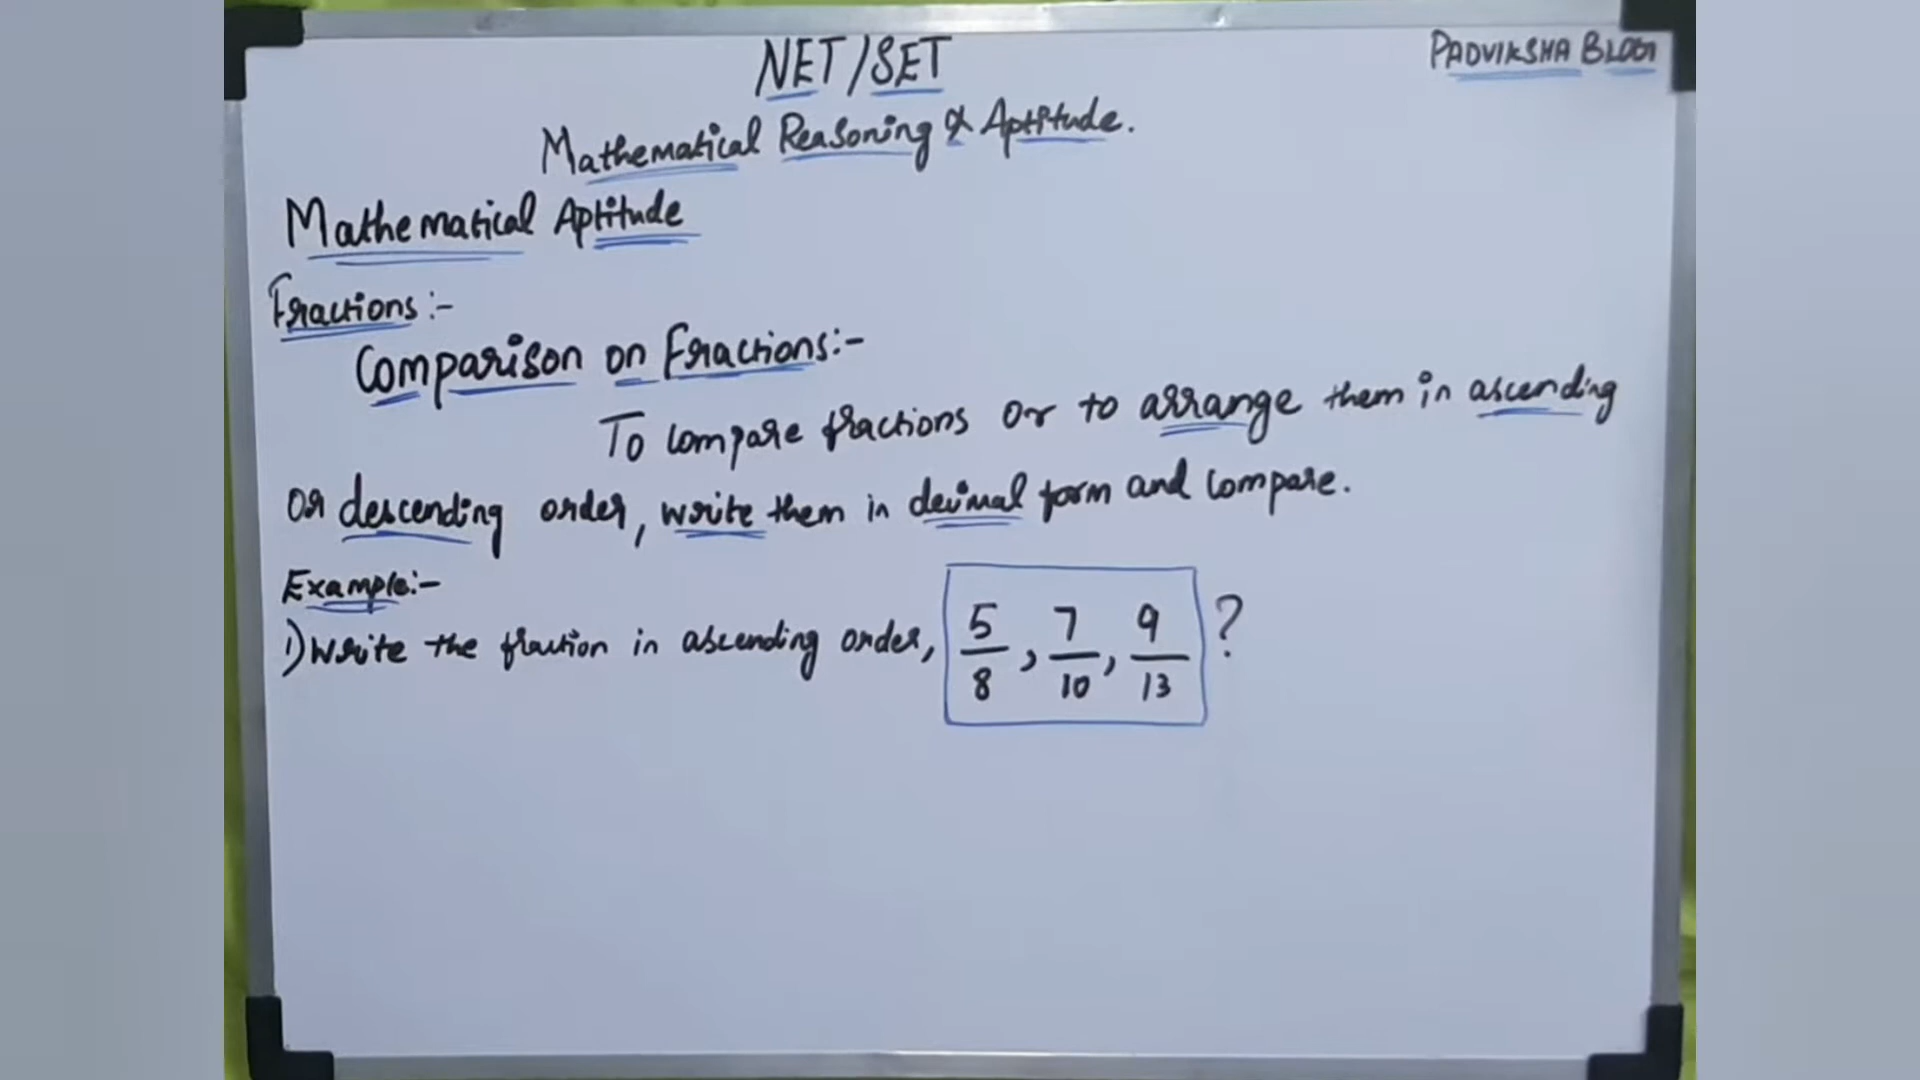 NET/SET
PADVIKSHA BLOG
Mathematical Reasoning & Aptitude.
Mathematical Aptitude
Fractions:-
Comparison on Fractions:-
To compare fractions or to arrange them in ascending
or descending order, write them in decimal form and compare.
Example:-
1) Write the fraction in ascending order, 5/8, 7/10, 9/13 ?